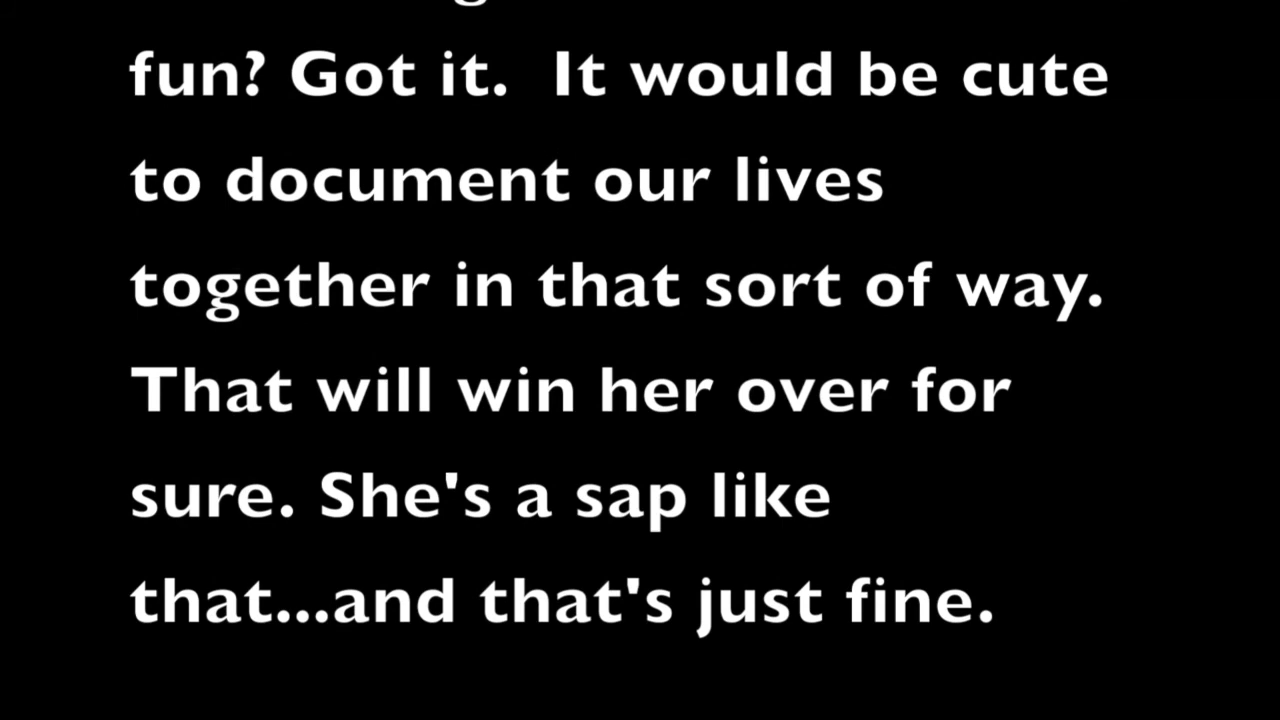 fun? Got it.  It would be cute
to document our lives
together in that sort of way.
That will win her over for
sure. She's a sap like
that...and that's just fine.